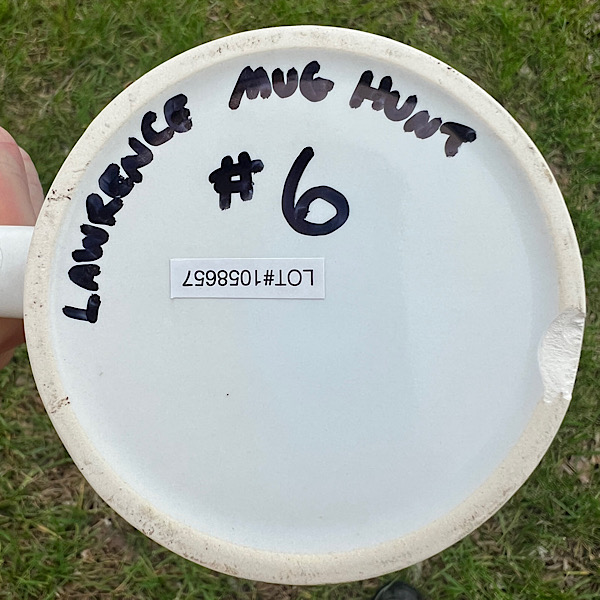 LAWRENCE MUG HUNT
# 6
LOT#1058657